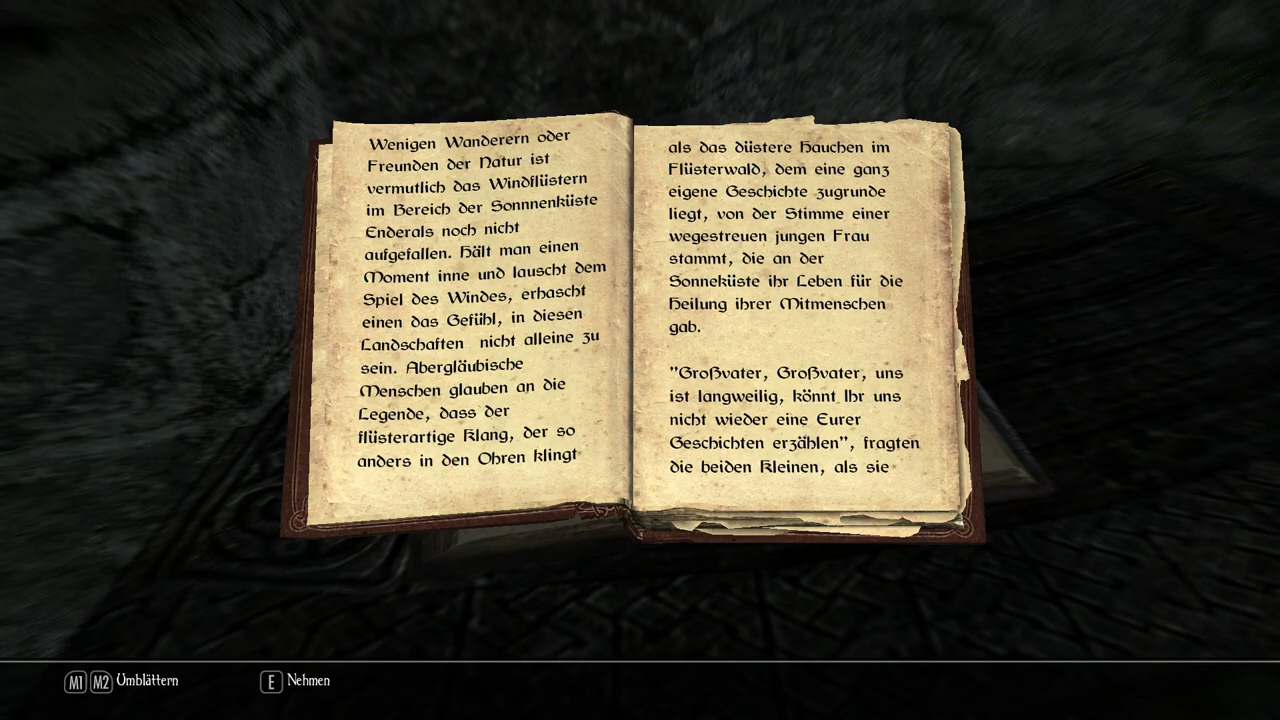 Wenigen Wanderern oder
Freunden der Natur ist
vermutlich das Windflüstern
im Bereich der Sonnnenküste
Enderals noch nicht
aufgefallen. Hält man einen
Moment inne und lauscht dem
Spiel des Windes, erhascht
einen das Gefühl, in diesen
Landschaften nicht alleine zu
sein. Abergläubische
Menschen glauben an die
Legende, dass der
flüsterartige Klang, der so
anders in den Ohren klingt
als das düstere Hauchen im
Flüsterwald, dem eine ganz
eigene Geschichte zugrunde
liegt, von der Stimme einer
wegestreuen jungen Frau
stammt, die an der
Sonneküste ihr Leben für die
Heilung ihrer Mitmenschen
gab.
"Großvater, Großvater, uns
ist langweilig, könnt Ihr uns
nicht wieder eine Eurer
Geschichten erzählen", fragten
die beiden Kleinen, als sie
M1 M2 Umblättern
E Nehmen